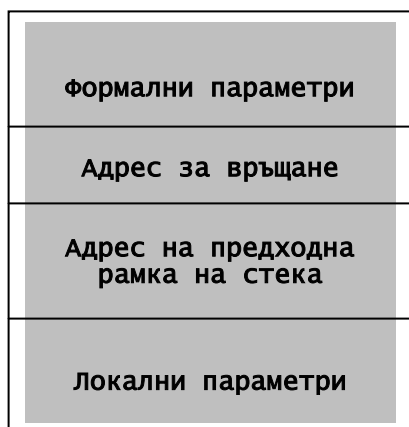 Формални параметри
Адрес за връщане
Адрес на предходна
рамка на стека
Локални параметри